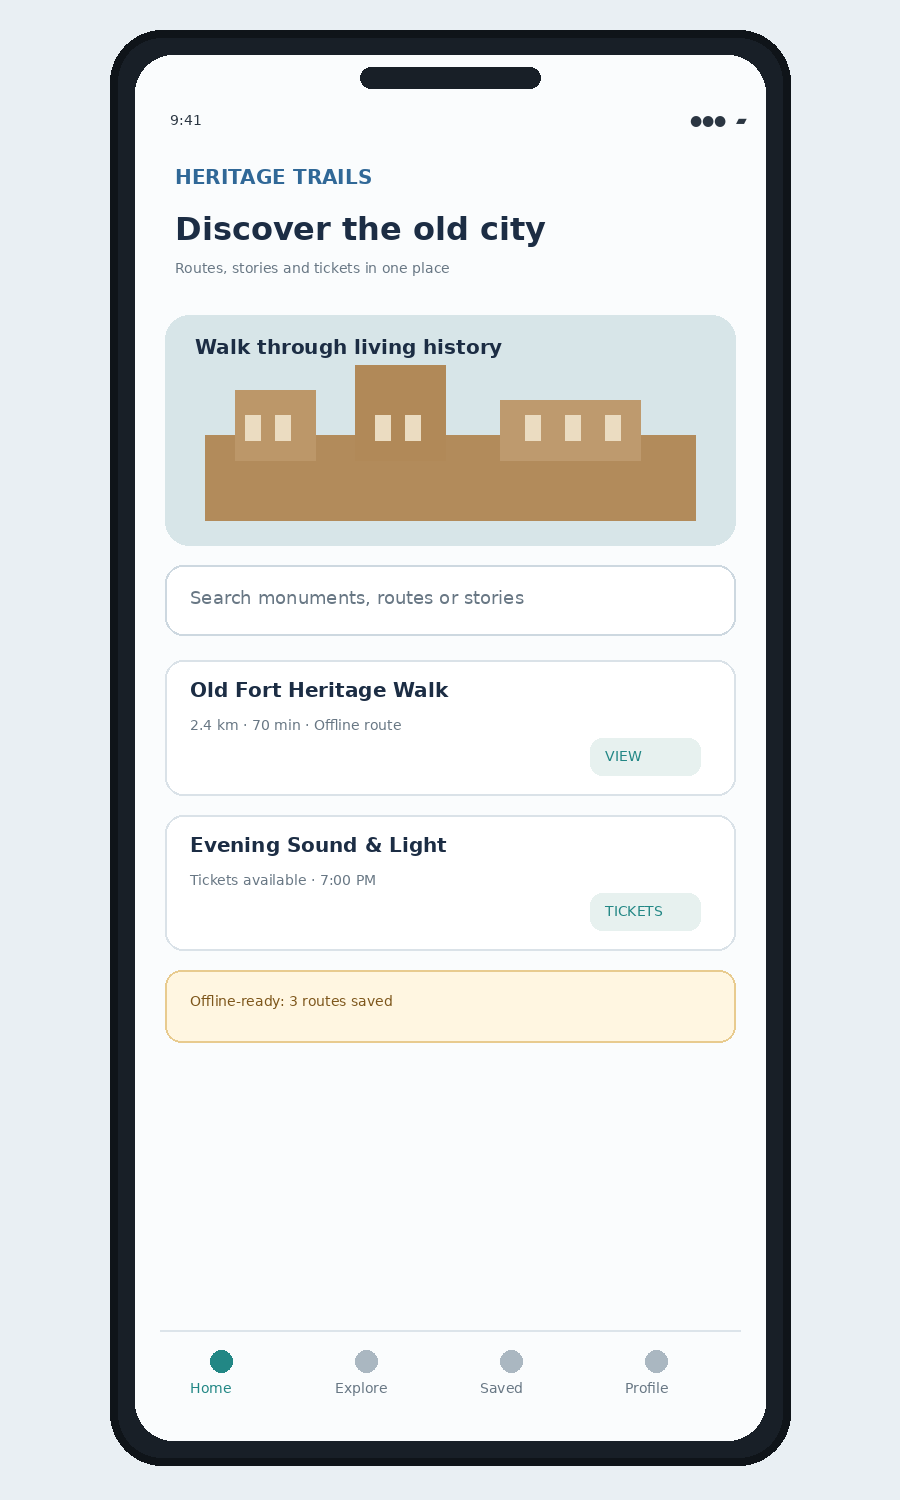 9:41
HERITAGE TRAILS
Discover the old city
Routes, stories and tickets in one place
Walk through living history
Search monuments, routes or stories
Old Fort Heritage Walk
2.4 km · 70 min · Offline route
VIEW
Evening Sound & Light
Tickets available · 7:00 PM
TICKETS
Offline-ready: 3 routes saved
Home Explore Saved Profile